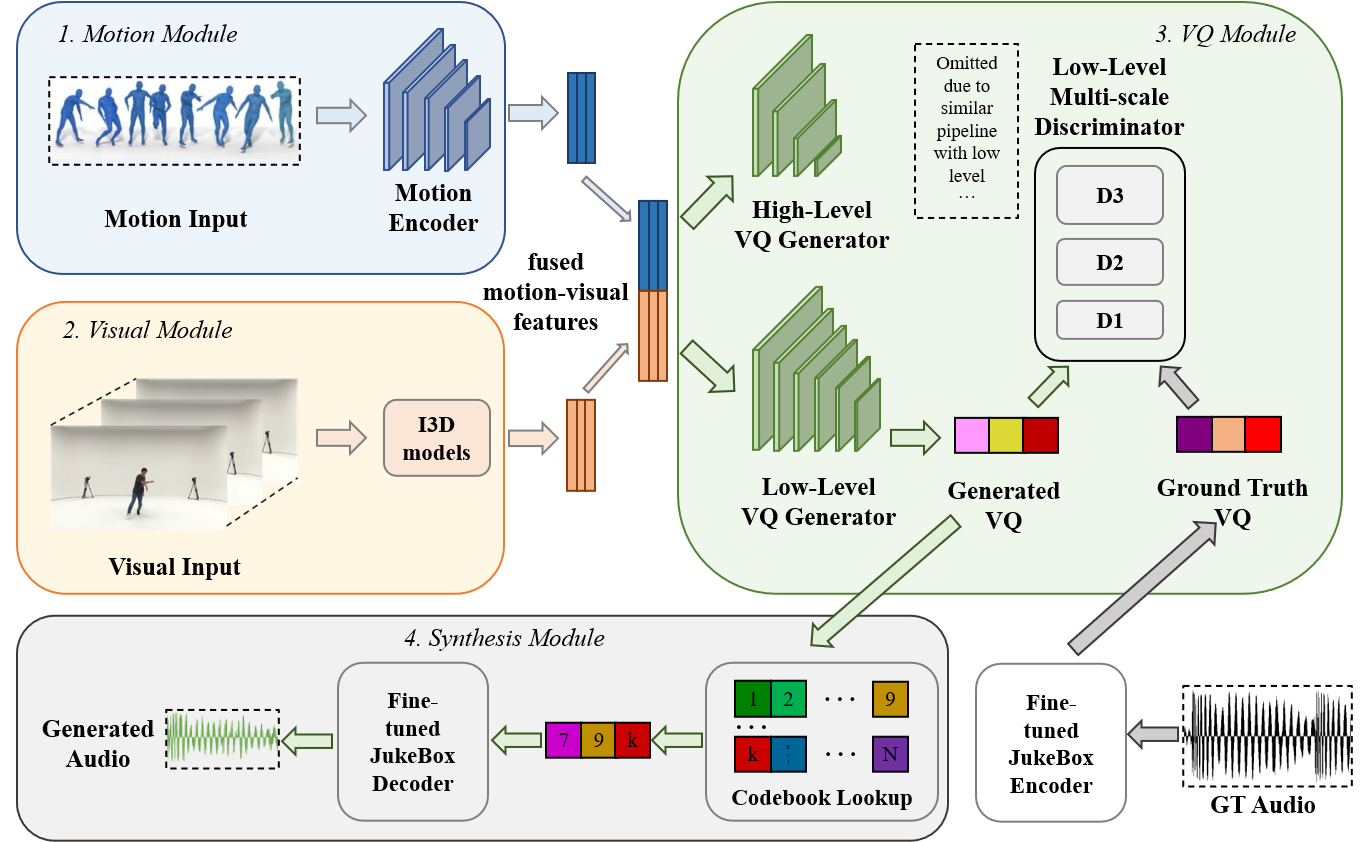 1. Motion Module
Motion Input
Motion
Encoder
2. Visual Module
Visual Input
I3D
models
fused
motion-visual
features
3. VQ Module
High-Level
VQ Generator
Omitted
due to
similar
pipeline
with low
level
...
Low-Level
Multi-scale
Discriminator
D3
D2
D1
Low-Level
VQ Generator
Generated
VQ
Ground Truth
VQ
4. Synthesis Module
Generated
Audio
Fine-
tuned
JukeBox
Decoder
7 9 k
1 2 ... 9
...
k ... N
Codebook Lookup
Fine-
tuned
JukeBox
Encoder
GT Audio